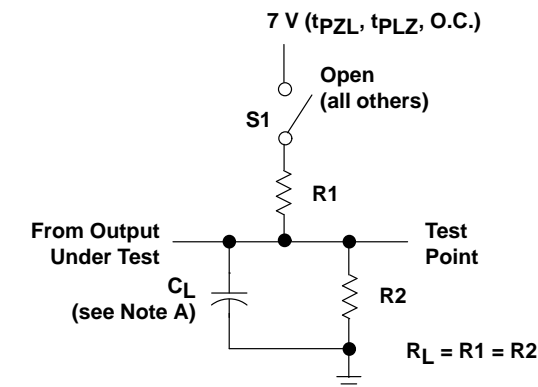 7 V (tPZL, tPLZ, O.C.)
Open
(all others)
S1
R1
From Output
Under Test
Test
Point
CL
(see Note A)
R2
RL = R1 = R2